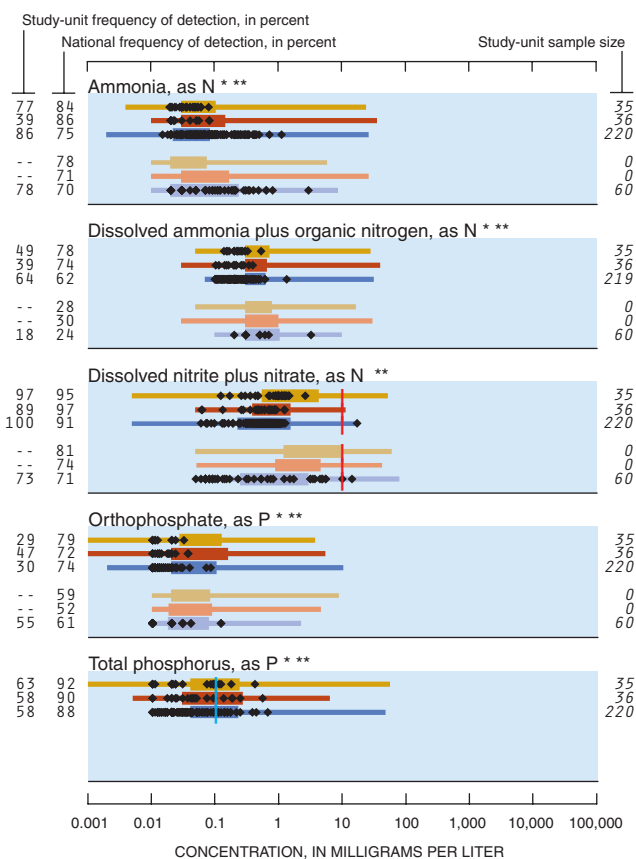 Study-unit frequency of detection, in percent
National frequency of detection, in percent
Study-unit sample size
Ammonia, as N * **
77 84 35
39 86 36
86 75 220
-- 78 0
-- 71 0
78 70 60
Dissolved ammonia plus organic nitrogen, as N * **
49 78 35
39 74 36
64 62 219
-- 28 0
-- 30 0
18 24 60
Dissolved nitrite plus nitrate, as N **
97 95 35
89 97 36
100 91 220
-- 81 0
-- 74 0
73 71 60
Orthophosphate, as P * **
29 79 35
47 72 36
30 74 220
-- 59 0
-- 52 0
55 61 60
Total phosphorus, as P * **
63 92 35
58 90 36
58 88 220
0.001 0.01 0.1 1 10 100 1,000 10,000 100,000
CONCENTRATION, IN MILLIGRAMS PER LITER